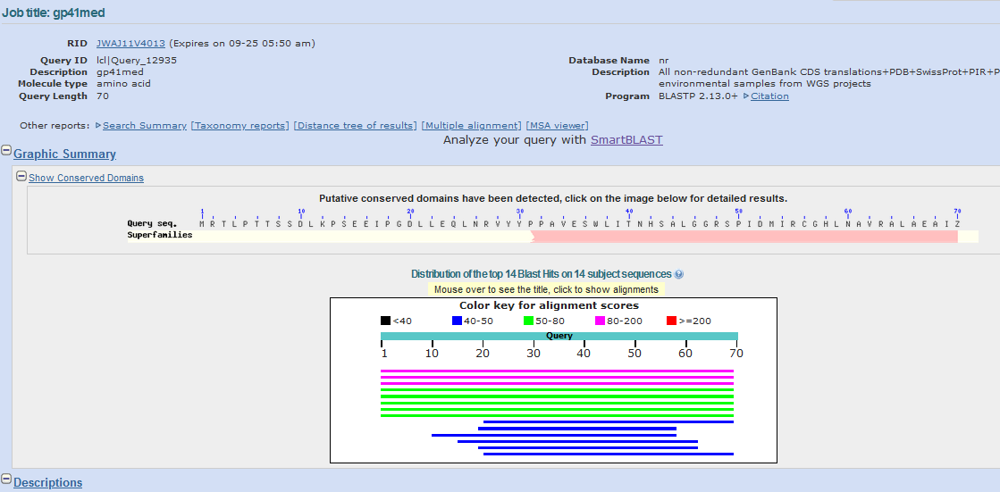 Job title: gp41med
RID JWAJ11V4013 (Expires on 09-25 05:50 am)
Query ID lcl|Query_12935
Description gp41med
Molecule type amino acid
Query Length 70
Database Name nr
Description All non-redundant GenBank CDS translations+PDB+SwissProt+PIR+P
environmental samples from WGS projects
Program BLASTP 2.13.0+ Citation
Other reports: Search Summary [Taxonomy reports] [Distance tree of results] [Multiple alignment] [MSA viewer]
Analyze your query with SmartBLAST
Graphic Summary
Show Conserved Domains
Putative conserved domains have been detected, click on the image below for detailed results.
1 10 20 30 40 50 60 70
Query seq. M R T L P T T S S D L K P S E E I P G D L L E Q L N R V Y Y P P A V E S W L I T N H S A L G G R S P I D M I R C G H L N A V R A L A E A I Z
Superfamilies
Distribution of the top 14 Blast Hits on 14 subject sequences ?
Mouse over to see the title, click to show alignments
Color key for alignment scores
<40 40-50 50-80 80-200 >=200
Query
1 10 20 30 40 50 60 70
Descriptions